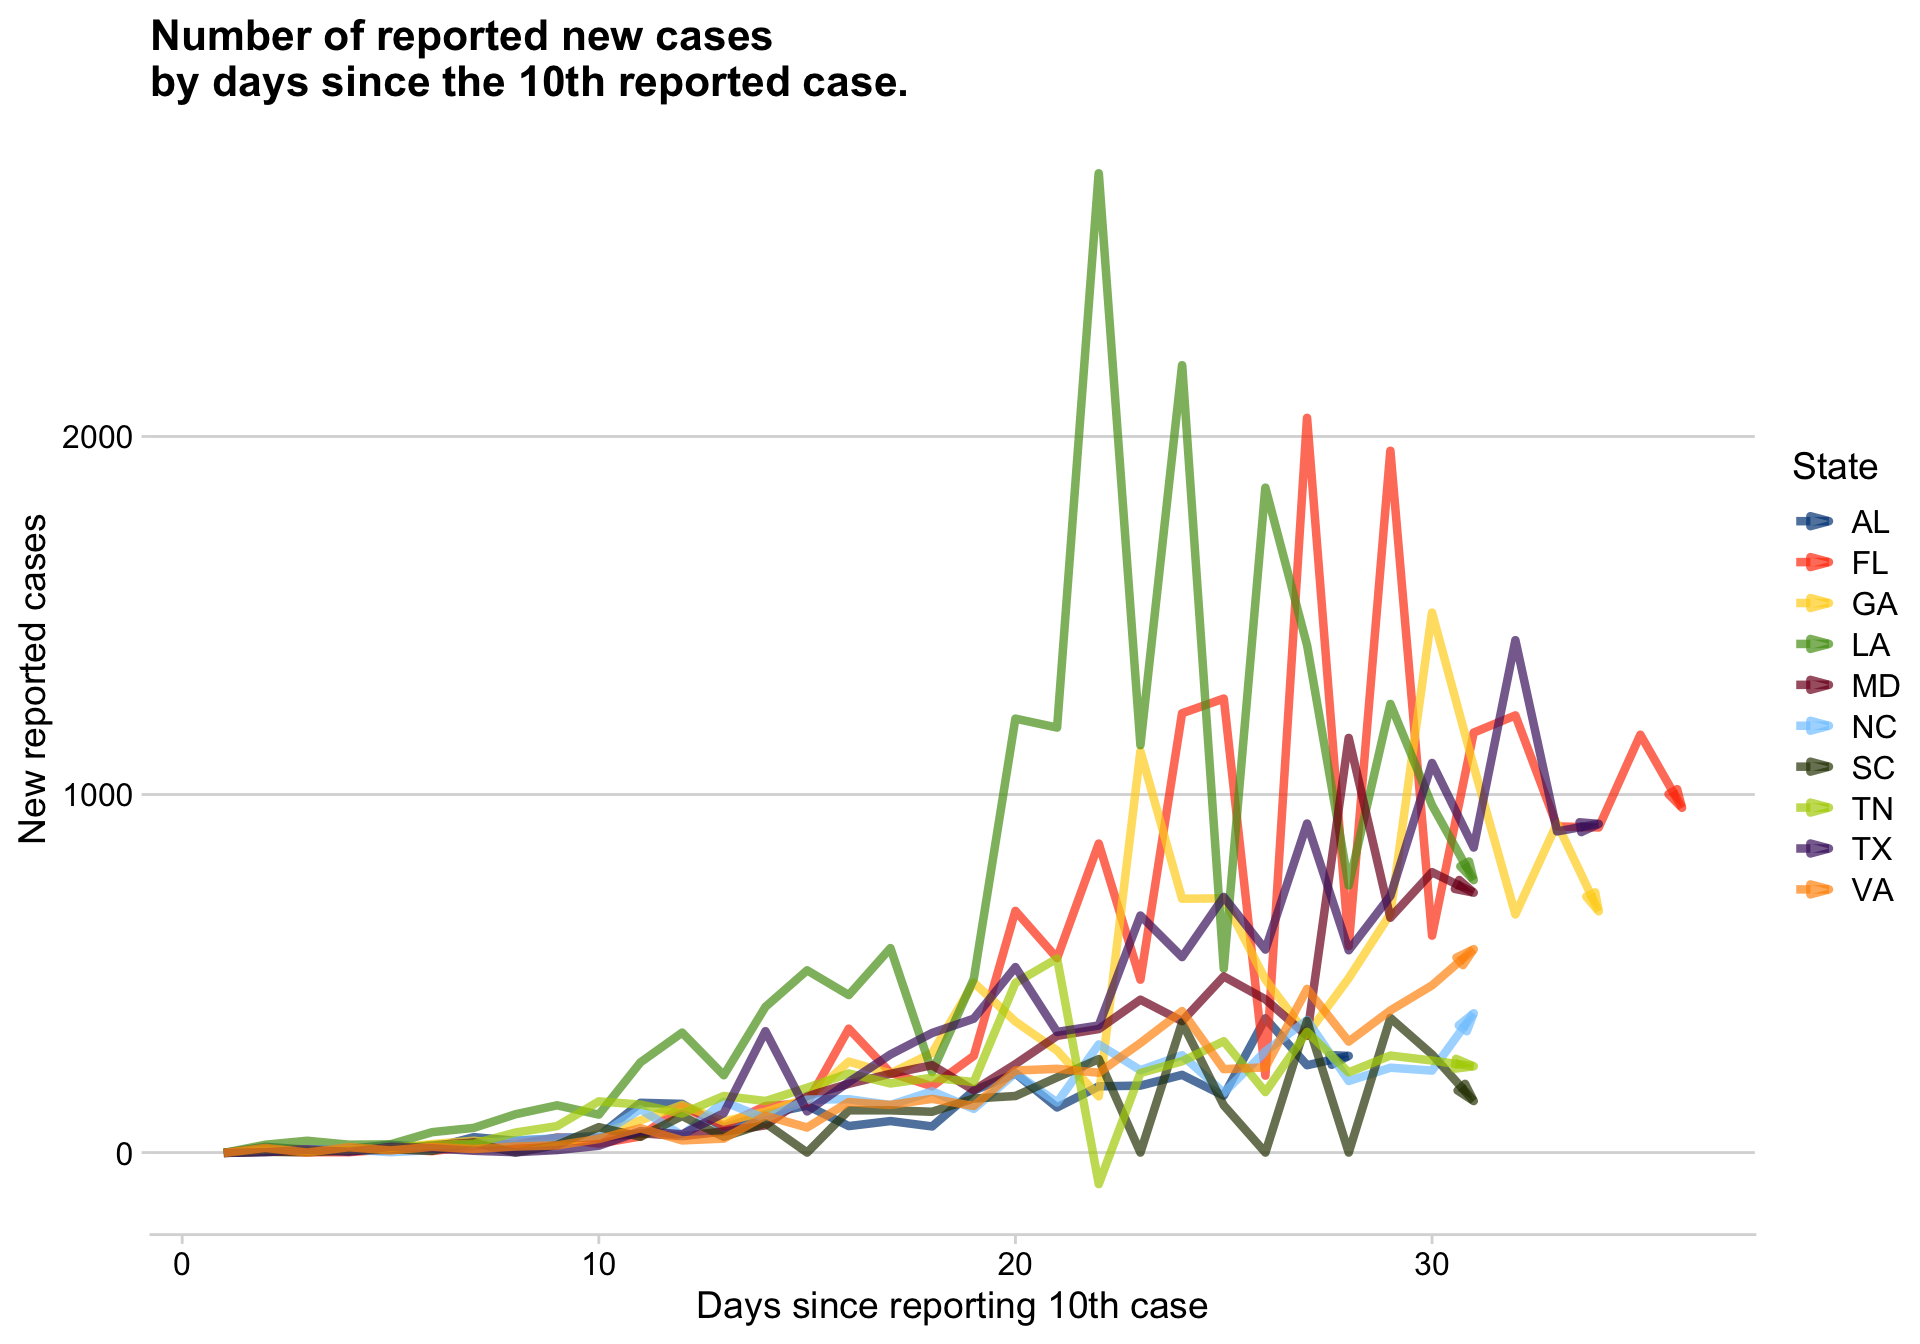 Number of reported new cases
by days since the 10th reported case.
2000
1000
0
New reported cases
0 10 20 30
Days since reporting 10th case
State
AL
FL
GA
LA
MD
NC
SC
TN
TX
VA